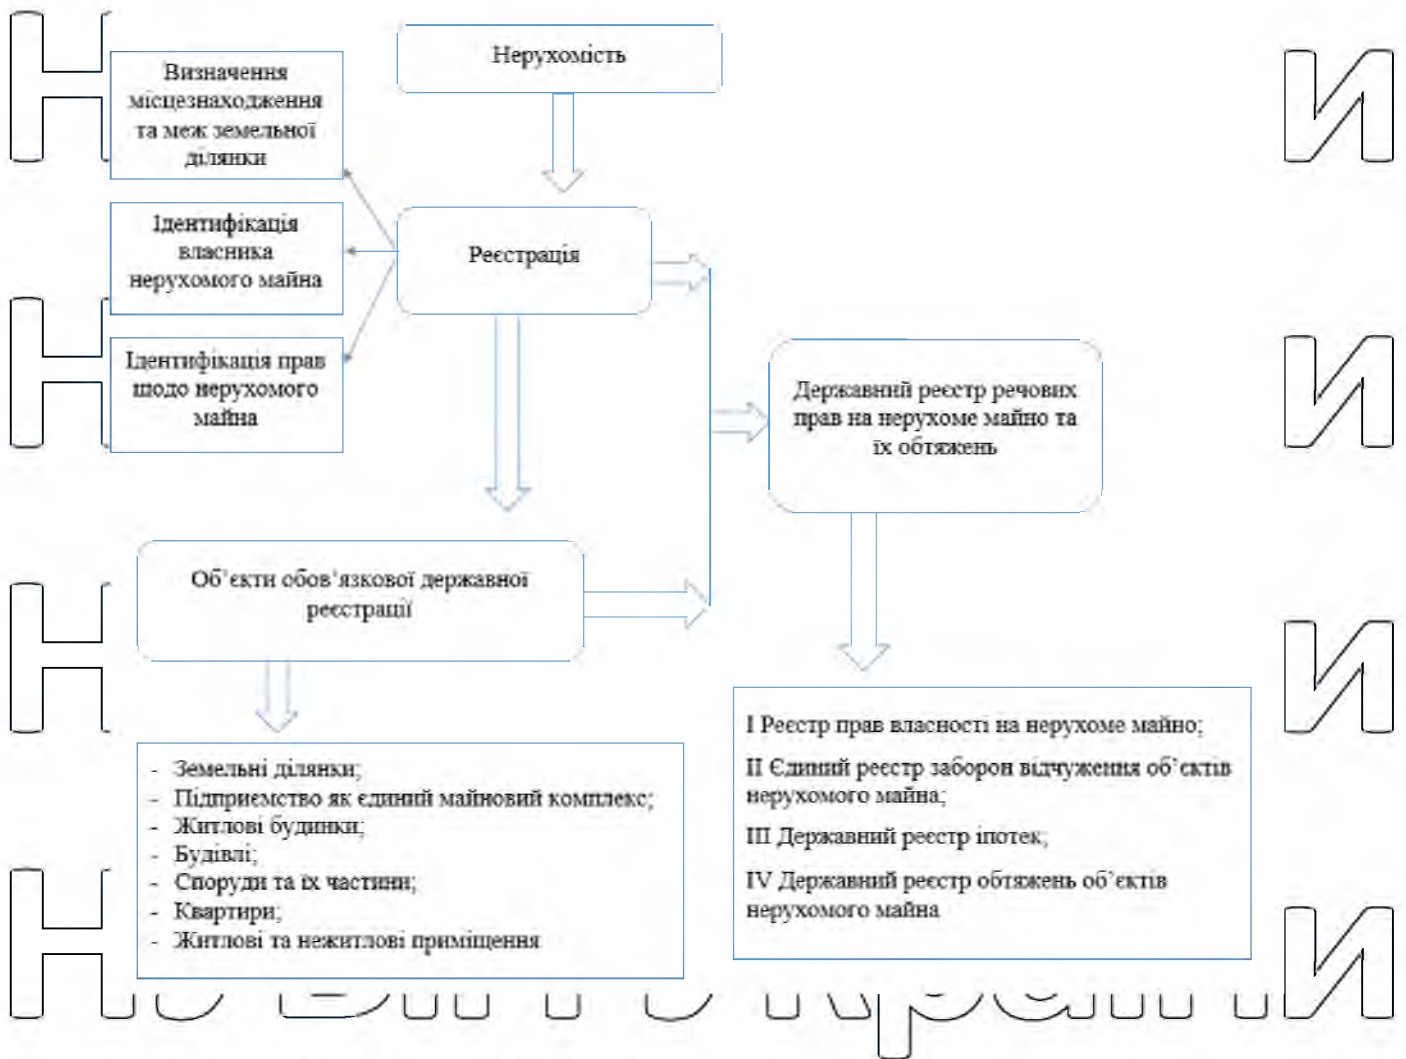 Нерухомість
Визначення
місцезнаходження
та меж земельної
ділянки
Ідентифікація
власника
нерухомого майна
Реєстрація
Ідентифікація прав
щодо нерухомого
майна
Державний реєстр речових
прав на нерухоме майно та
їх обтяжень
Об’єкти обов’язкової державної
реєстрації
- Земельні ділянки;
- Підприємство як єдиний майновий комплекс;
- Житлові будинки;
- Будівлі;
- Споруди та їх частини;
- Квартири;
- Житлові та нежитлові приміщення
I Реєстр прав власності на нерухоме майно;
II Єдиний реєстр заборон відчуження об’єктів
нерухомого майна;
III Державний реєстр іпотек;
IV Державний реєстр обтяжень об’єктів
нерухомого майна